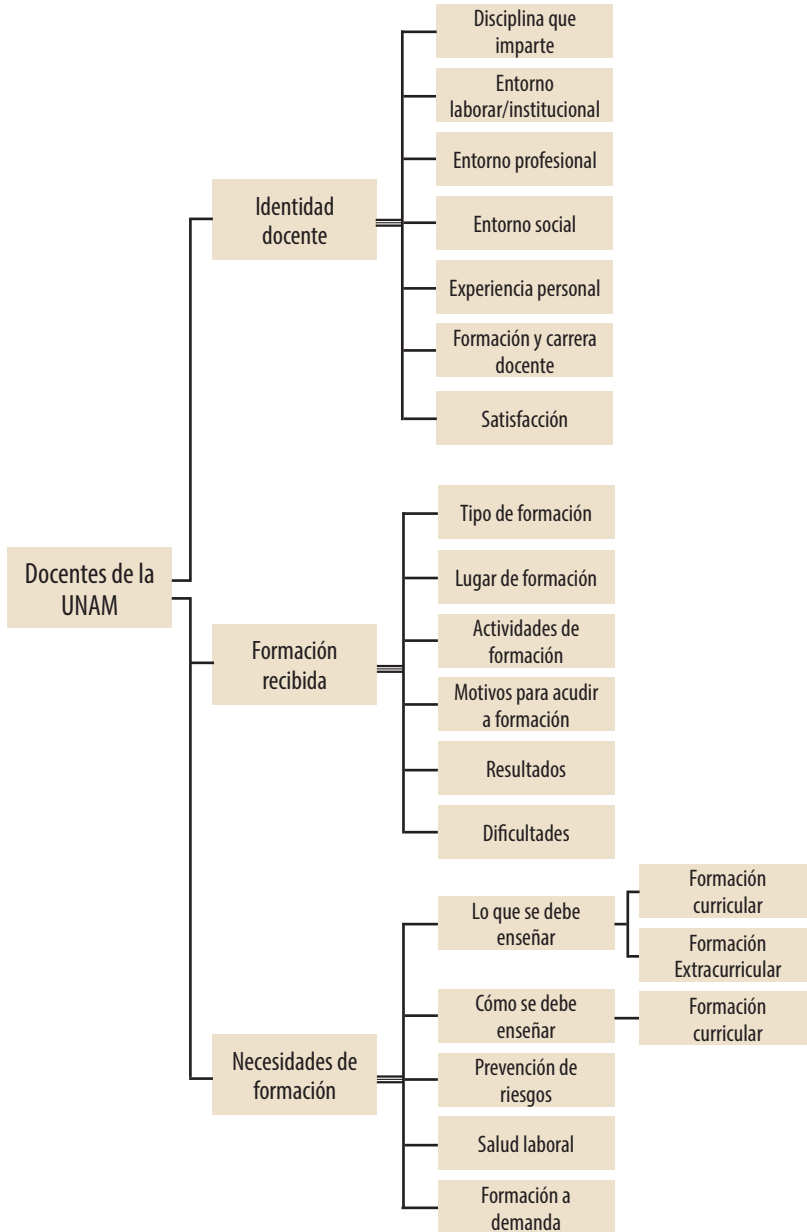 Docentes de la
UNAM
Identidad
docente
Disciplina que
imparte
Entorno
laborar/institucional
Entorno profesional
Entorno social
Experiencia personal
Formación y carrera
docente
Satisfacción
Formación
recibida
Tipo de formación
Lugar de formación
Actividades de
formación
Motivos para acudir
a formación
Resultados
Dificultades
Necesidades de
formación
Lo que se debe
enseñar
Formación
curricular
Formación
Extracurricular
Cómo se debe
enseñar
Formación
curricular
Prevención de
riesgos
Salud laboral
Formación a
demanda